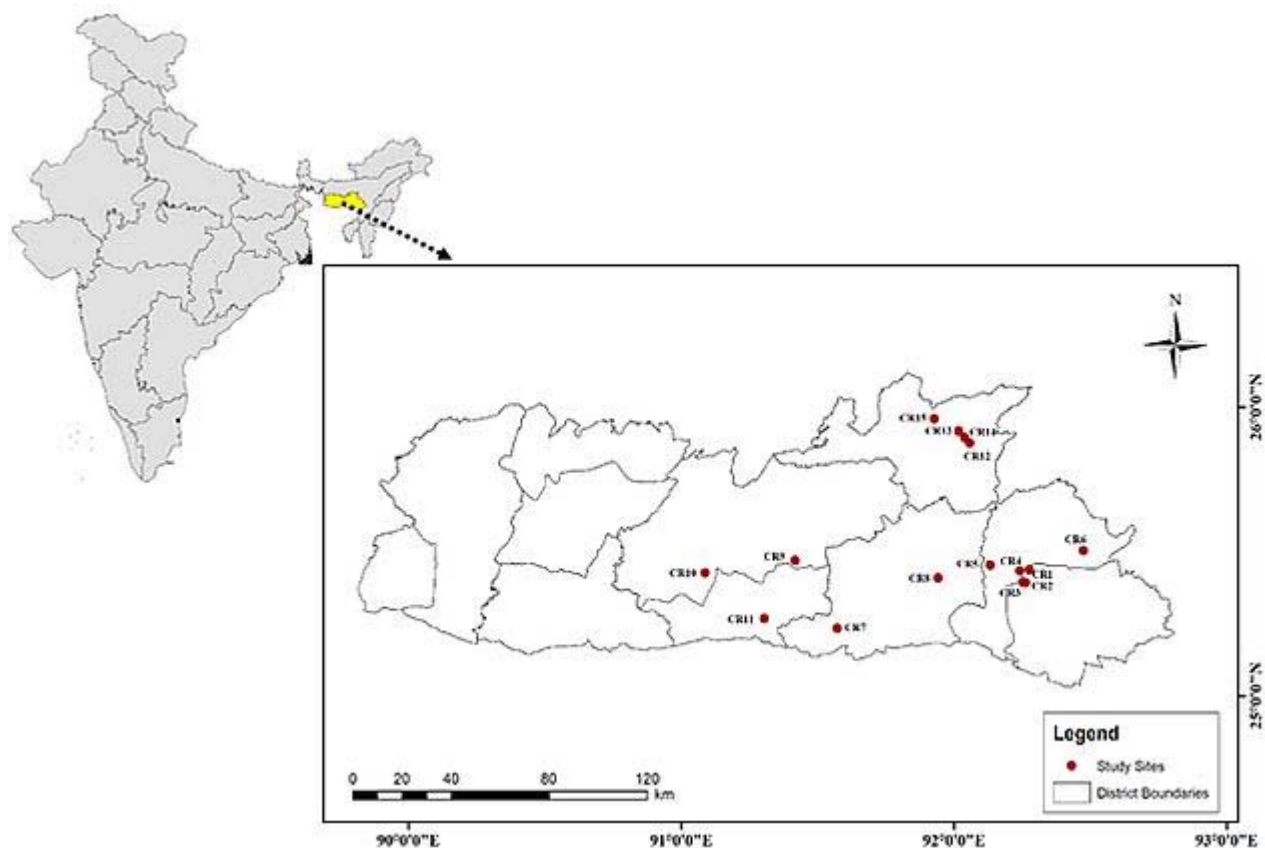 N
CR15
CR13
CR14
CR12
26°0'0"N
CR6
CR9
CR5
CR4
CR10
CR8
CR1
CR3
CR2
CR11
CR7
25°0'0"N
Legend
Study Sites
District Boundaries
0 20 40 80 120
km
90°0'0"E 91°0'0"E 92°0'0"E 93°0'0"E